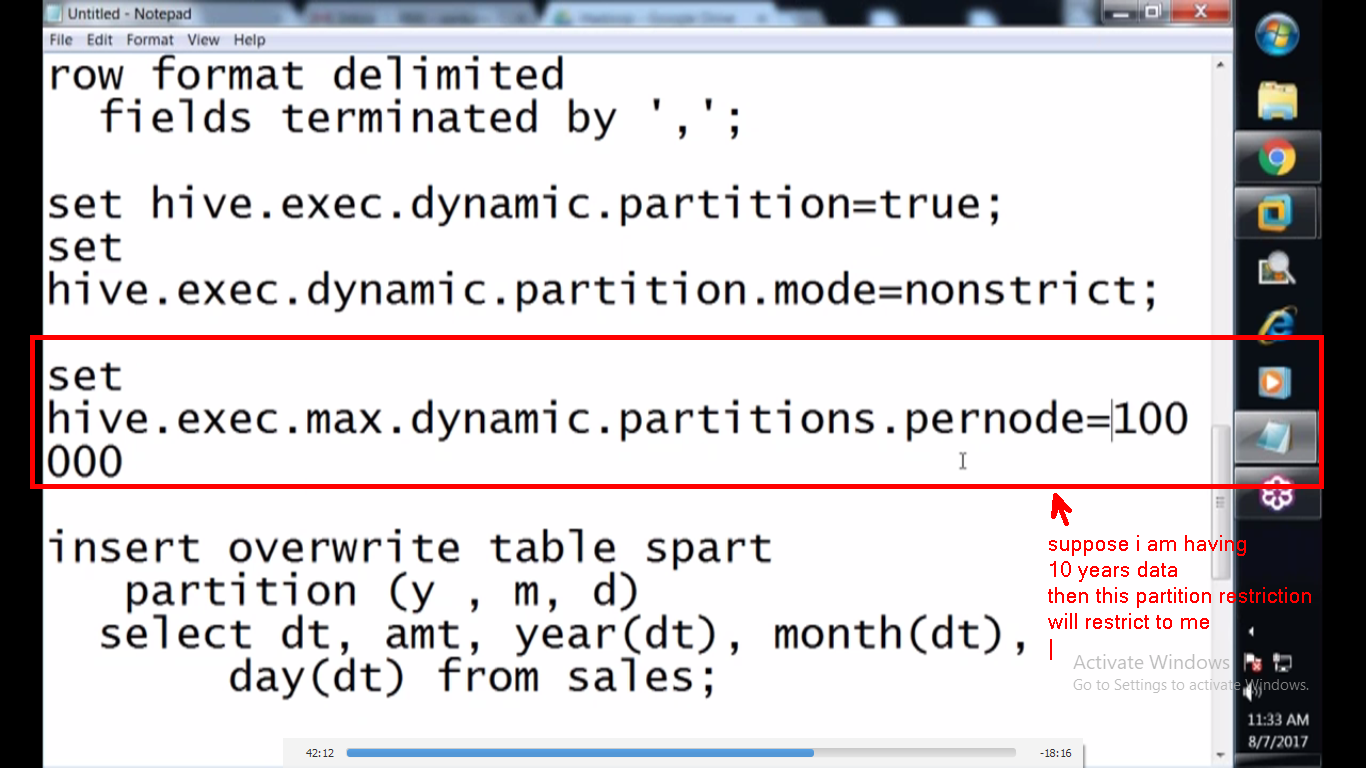 Untitled - Notepad
File Edit Format View Help
row format delimited
fields terminated by ',';
set hive.exec.dynamic.partition=true;
set
hive.exec.dynamic.partition.mode=nonstrict;
set
hive.exec.max.dynamic.partitions.pernode=100
000
insert overwrite table spart
partition (y , m, d)
select dt, amt, year(dt), month(dt),
day(dt) from sales;
suppose i am having
10 years data
then this partition restriction
will restrict to me
Activate Windows
Go to Settings to activate Windows.
11:33 AM
8/7/2017
42:12
-18:16